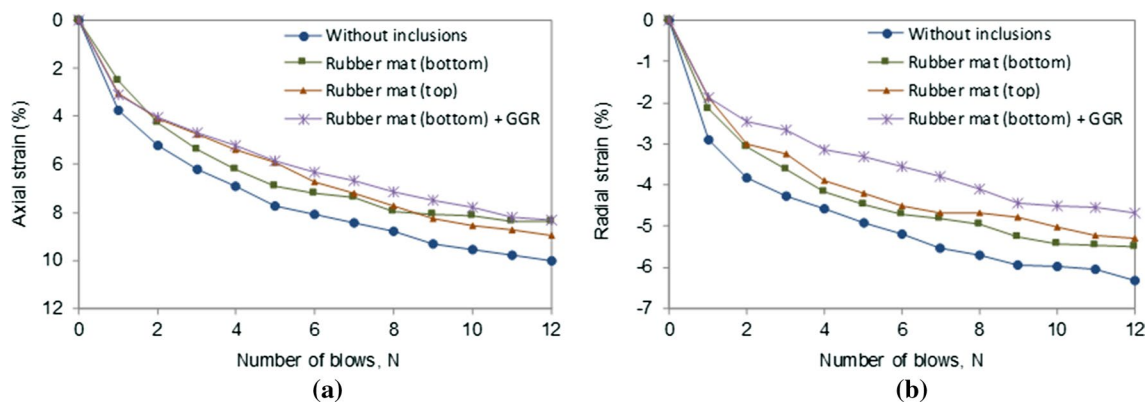 0
2
4
6
8
10
12
Axial strain (%)
Without inclusions
Rubber mat (bottom)
Rubber mat (top)
Rubber mat (bottom) + GGR
0 2 4 6 8 10 12
Number of blows, N
(a)
0
-1
-2
-3
-4
-5
-6
-7
Radial strain (%)
Without inclusions
Rubber mat (bottom)
Rubber mat (top)
Rubber mat (bottom) + GGR
0 2 4 6 8 10 12
Number of blows, N
(b)